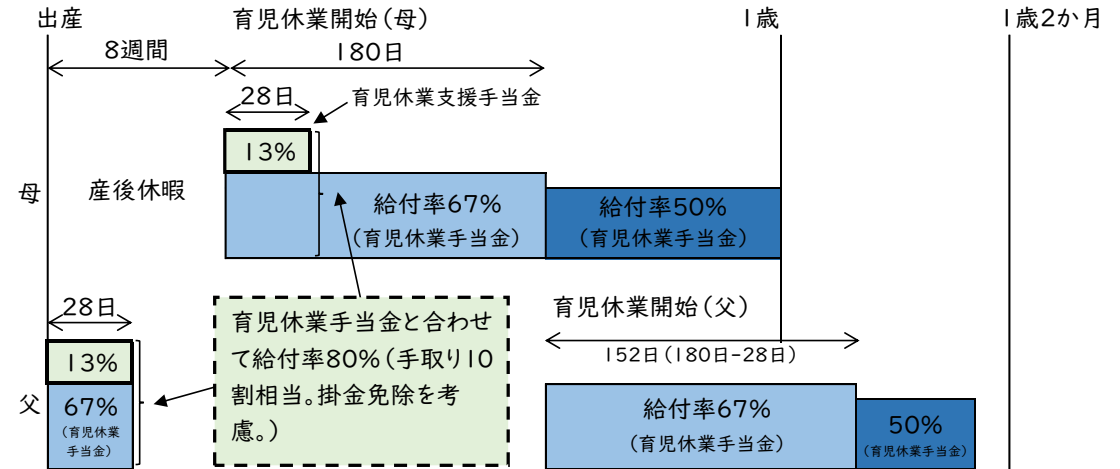 出産
育児休業開始(母)
1歳
1歳2か月
8週間
180日
28日
育児休業支援手当金
13%
母
産後休暇
給付率67%
(育児休業手当金)
給付率50%
(育児休業手当金)
28日
育児休業手当金と合わせ
て給付率80%(手取り10
割相当。掛金免除を考
慮。)
育児休業開始(父)
152日(180日-28日)
13%
父
67%
(育児休業
手当金)
給付率67%
(育児休業手当金)
50%
(育児休業手当金)